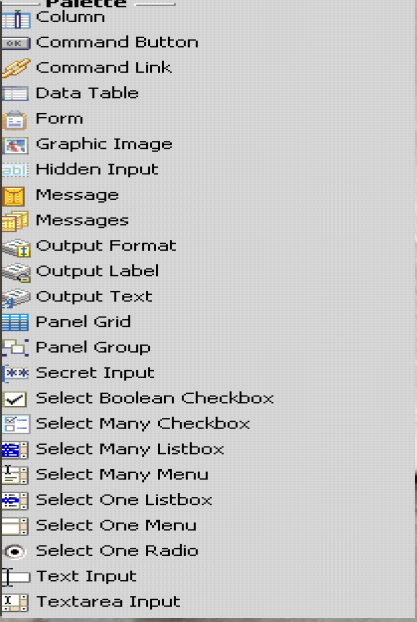 Palette
Column
OK Command Button
Command Link
Data Table
Form
Graphic Image
abl Hidden Input
Message
Messages
Output Format
Output Label
Output Text
Panel Grid
Panel Group
** Secret Input
Select Boolean Checkbox
Select Many Checkbox
Select Many Listbox
Select Many Menu
Select One Listbox
Select One Menu
Select One Radio
Text Input
Textarea Input